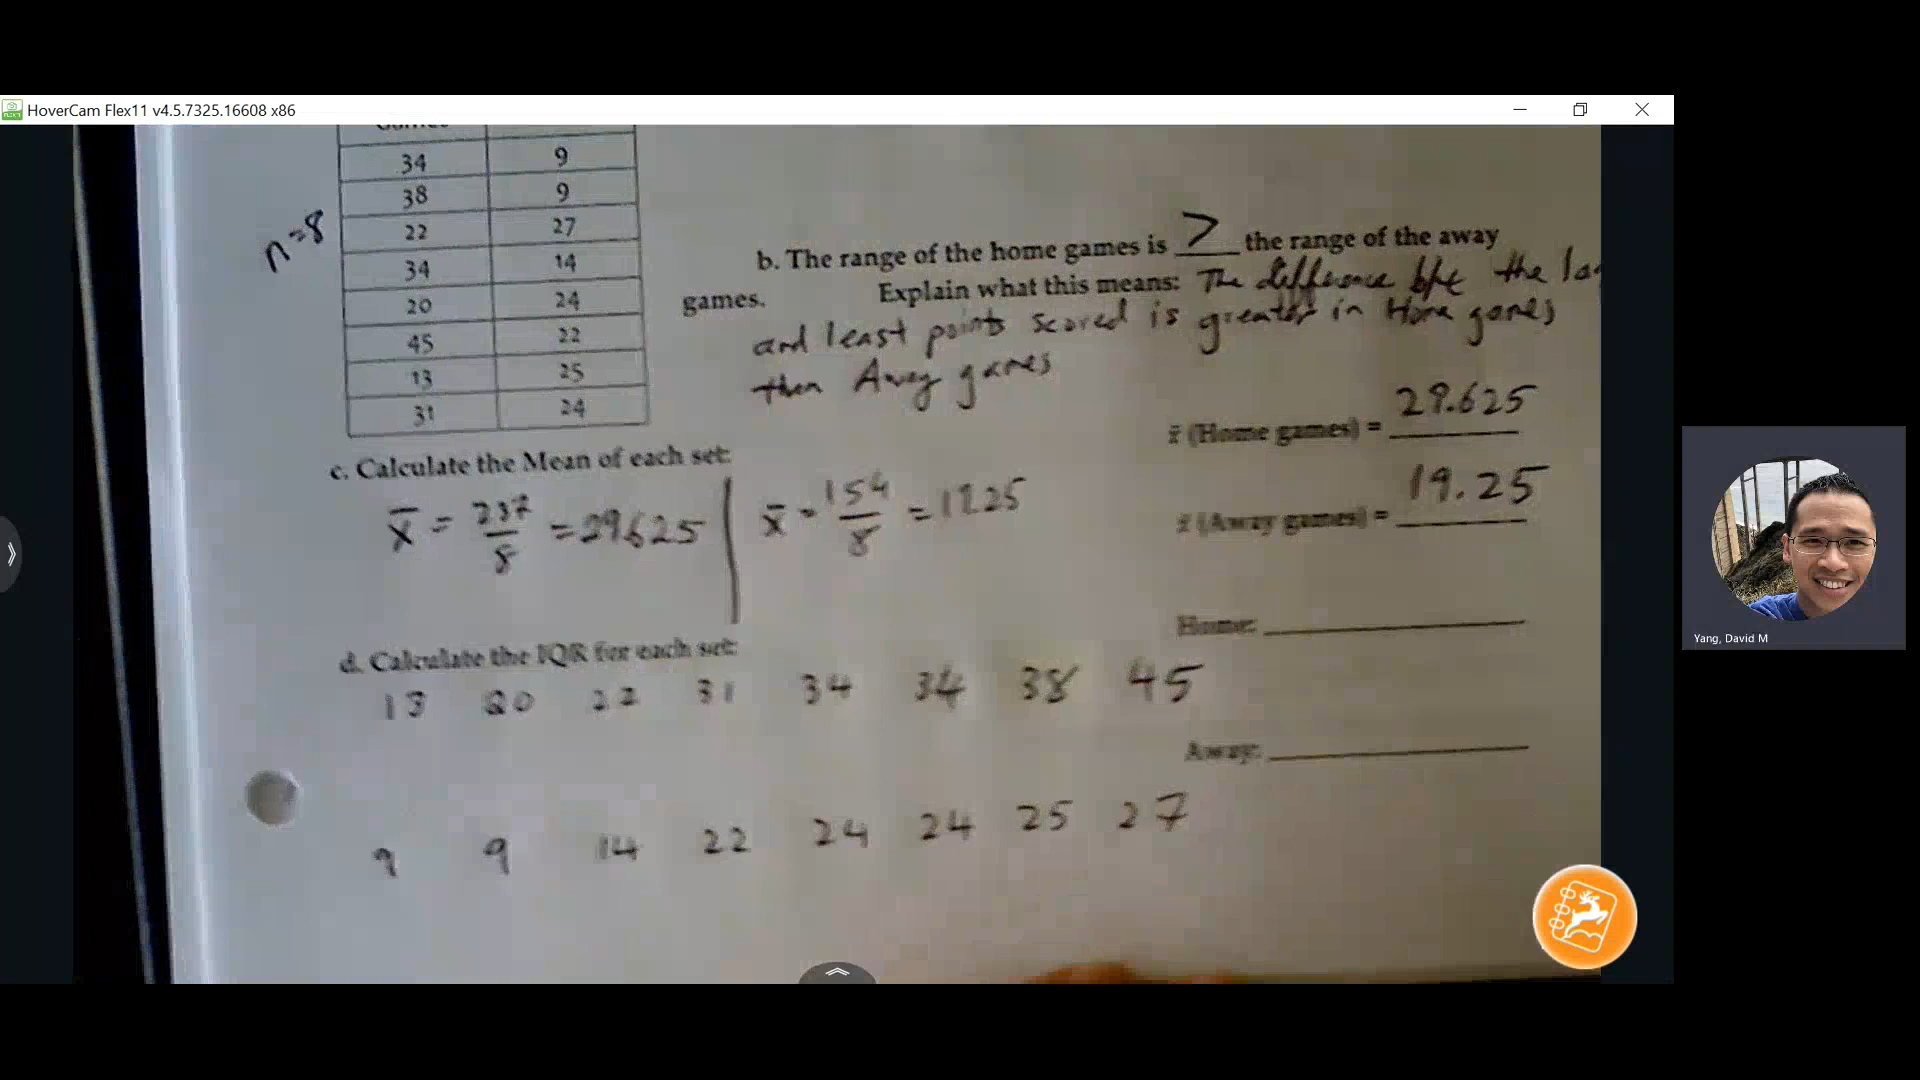 HoverCam Flex11 v4.5.7325.16608 x86
34 9
38 9
22 27
34 14
20 24
45 22
13 25
31 24
n=8
b. The range of the home games is > the range of the away
games. Explain what this means: The difference the
and least points scored is greater in Home games
then Away games
x̄ (Home games) = 29.625
c. Calculate the Mean of each set:
x̄ = 237/8 = 29.625 | x̄ = 154/8 = 19.25
x̄ (Away games) = 19.25
Home:
d. Calculate the IQR for each set:
13 20 22 31 34 34 38 45
Away:
9 9 14 22 24 24 25 27
Yang, David M